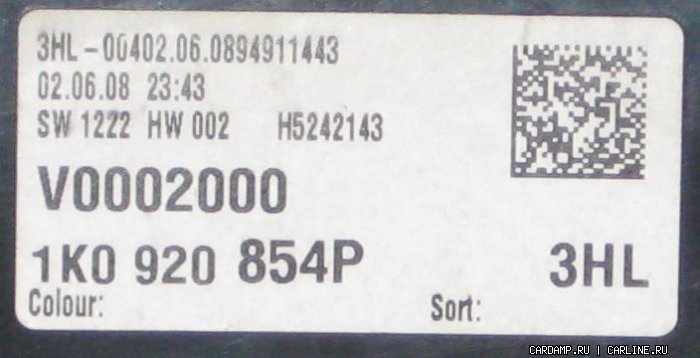 3HL-00402.06.0894911443
02.06.08 23:43
SW 1222 HW 002 H5242143
V0002000
1K0 920 854P 3HL
Colour: Sort:
CARDAMP.RU | CARLINE.RU